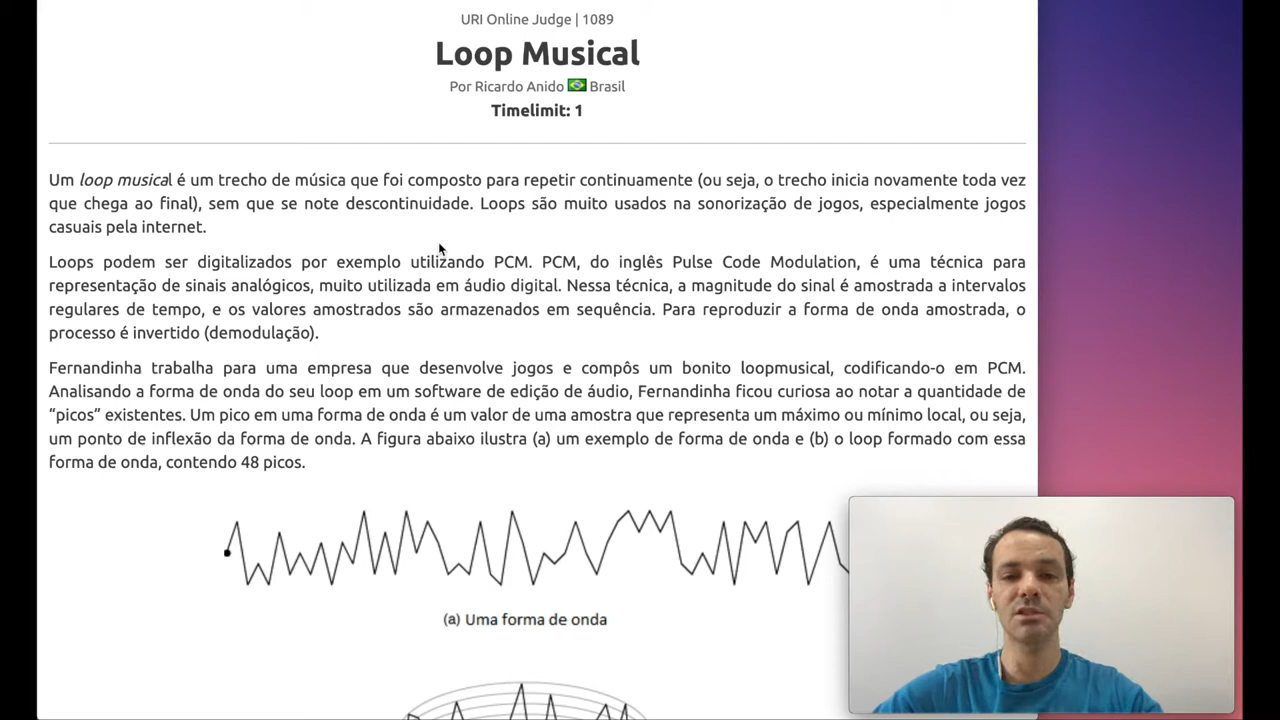 URI Online Judge | 1089
Loop Musical
Por Ricardo Anido Brasil
Timelimit: 1
Um loop musical é um trecho de música que foi composto para repetir continuamente (ou seja, o trecho inicia novamente toda vez
que chega ao final), sem que se note descontinuidade. Loops são muito usados na sonorização de jogos, especialmente jogos
casuais pela internet.
Loops podem ser digitalizados por exemplo utilizando PCM. PCM, do inglês Pulse Code Modulation, é uma técnica para
representação de sinais analógicos, muito utilizada em áudio digital. Nessa técnica, a magnitude do sinal é amostrada a intervalos
regulares de tempo, e os valores amostrados são armazenados em sequência. Para reproduzir a forma de onda amostrada, o
processo é invertido (demodulação).
Fernandinha trabalha para uma empresa que desenvolve jogos e compôs um bonito loopmusical, codificando-o em PCM.
Analisando a forma de onda do seu loop em um software de edição de áudio, Fernandinha ficou curiosa ao notar a quantidade de
“picos” existentes. Um pico em uma forma de onda é um valor de uma amostra que representa um máximo ou mínimo local, ou seja,
um ponto de inflexão da forma de onda. A figura abaixo ilustra (a) um exemplo de forma de onda e (b) o loop formado com essa
forma de onda, contendo 48 picos.
(a) Uma forma de onda